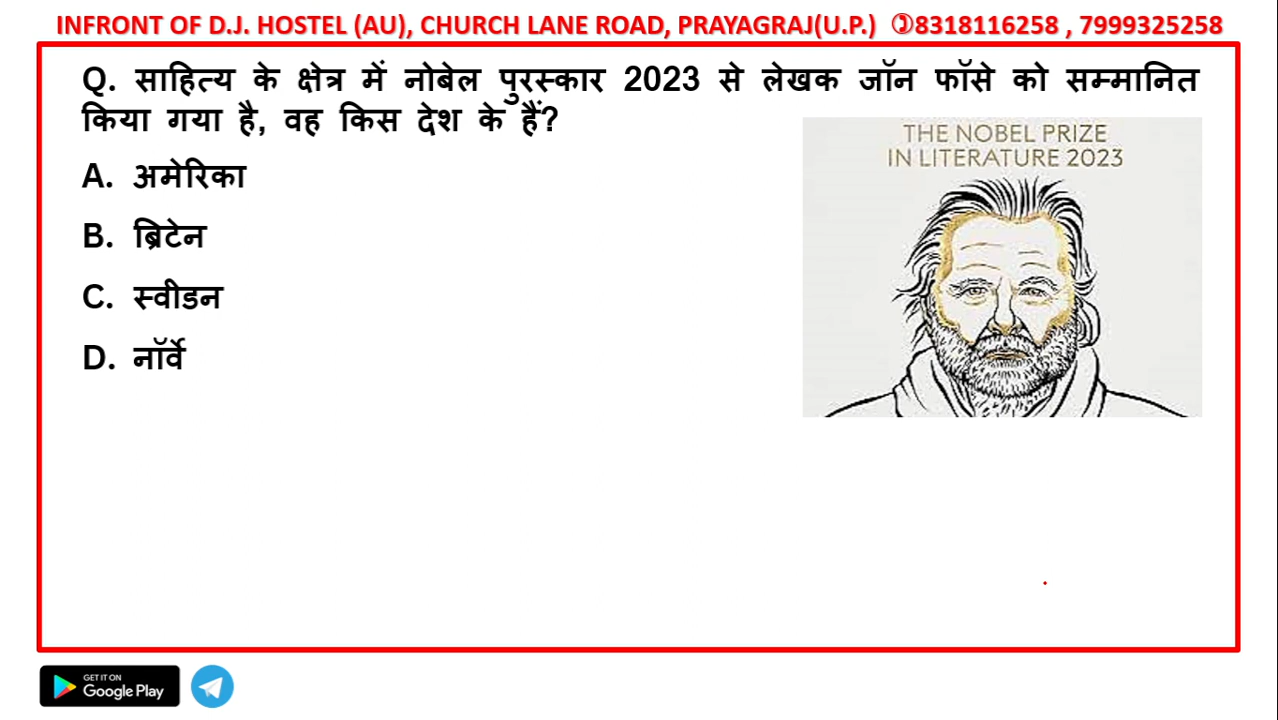 INFRONT OF D.J. HOSTEL (AU), CHURCH LANE ROAD, PRAYAGRAJ(U.P.) ✆8318116258 , 7999325258
Q. साहित्य के क्षेत्र में नोबेल पुरस्कार 2023 से लेखक जॉन फॉसे को सम्मानित
किया गया है, वह किस देश के हैं?
THE NOBEL PRIZE
IN LITERATURE 2023
A. अमेरिका
B. ब्रिटेन
C. स्वीडन
D. नॉर्वे
GET IT ON
Google Play